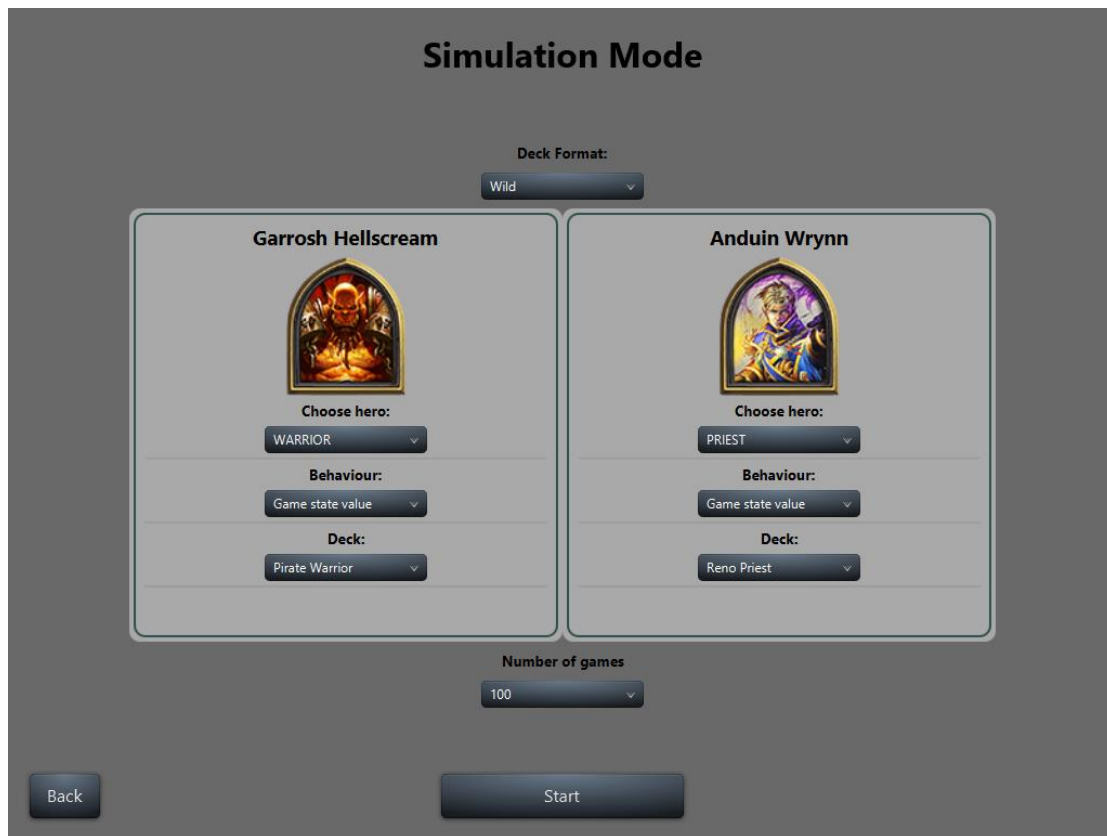 Simulation Mode
Deck Format:
Wild
Garrosh Hellscream
Choose hero:
WARRIOR
Behaviour:
Game state value
Deck:
Pirate Warrior
Anduin Wrynn
Choose hero:
PRIEST
Behaviour:
Game state value
Deck:
Reno Priest
Number of games
100
Back
Start